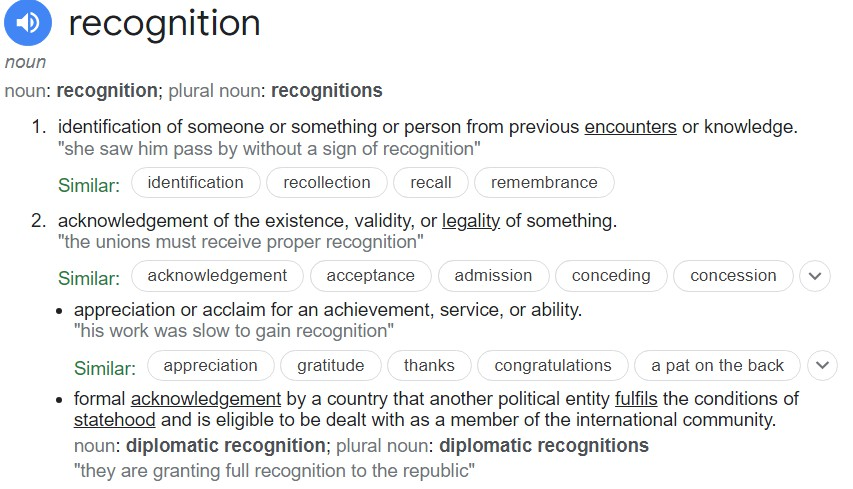 recognition
noun
noun: recognition; plural noun: recognitions
1. identification of someone or something or person from previous encounters or knowledge.
"she saw him pass by without a sign of recognition"
Similar: identification recollection recall remembrance
2. acknowledgement of the existence, validity, or legality of something.
"the unions must receive proper recognition"
Similar: acknowledgement acceptance admission conceding concession
• appreciation or acclaim for an achievement, service, or ability.
"his work was slow to gain recognition"
Similar: appreciation gratitude thanks congratulations a pat on the back
• formal acknowledgement by a country that another political entity fulfils the conditions of
statehood and is eligible to be dealt with as a member of the international community.
noun: diplomatic recognition; plural noun: diplomatic recognitions
"they are granting full recognition to the republic"